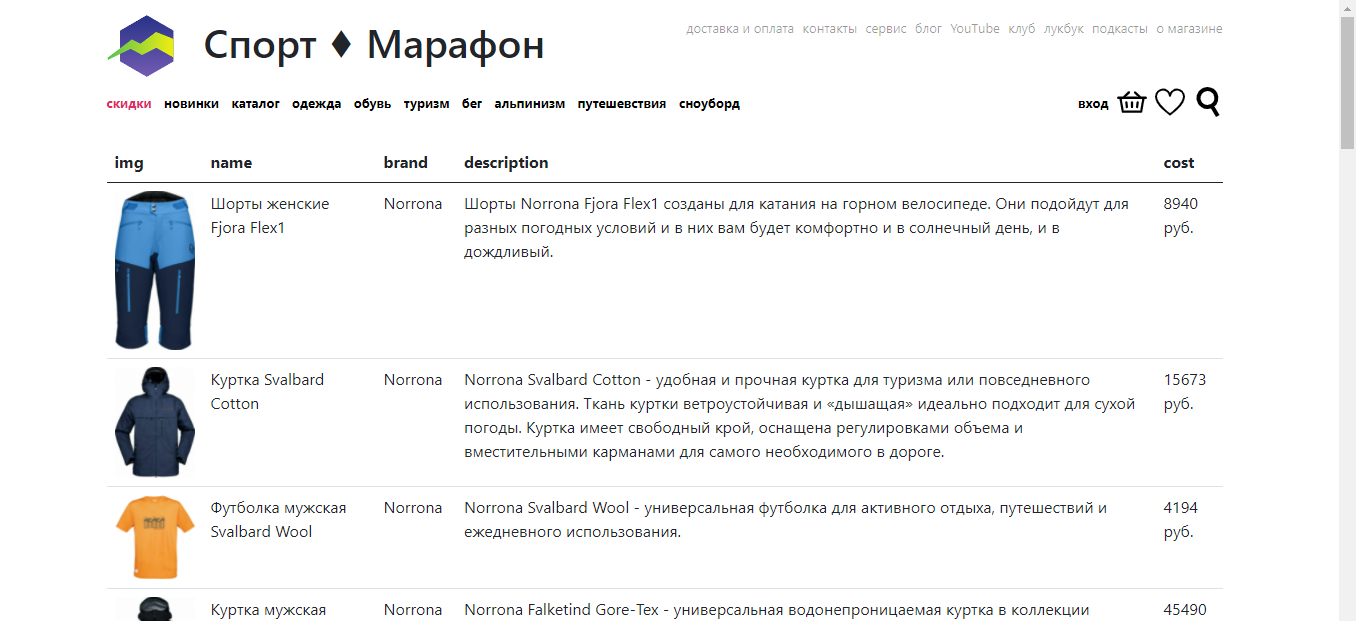 Спорт ♦ Марафон
доставка и оплата контакты сервис блог YouTube клуб лукбук подкасты о магазине
скидки новинки каталог одежда обувь туризм бег альпинизм путешевствия сноуборд
вход
img name brand description cost
Шорты женские Norrona Шорты Norrona Fjora Flex1 созданы для катания на горном велосипеде. Они подойдут для 8940
Fjora Flex1 разных погодных условий и в них вам будет комфортно и в солнечный день, и в руб.
дождливый.
Куртка Svalbard Norrona Norrona Svalbard Cotton - удобная и прочная куртка для туризма или повседневного 15673
Cotton использования. Ткань куртки ветроустойчивая и «дышащая» идеально подходит для сухой руб.
погоды. Куртка имеет свободный крой, оснащена регулировками объема и
вместительными карманами для самого необходимого в дороге.
Футболка мужская Norrona Norrona Svalbard Wool - универсальная футболка для активного отдыха, путешествий и 4194
Svalbard Wool ежедневного использования. руб.
Куртка мужская Norrona Norrona Falketind Gore-Tex - универсальная водонепроницаемая куртка в коллекции 45490